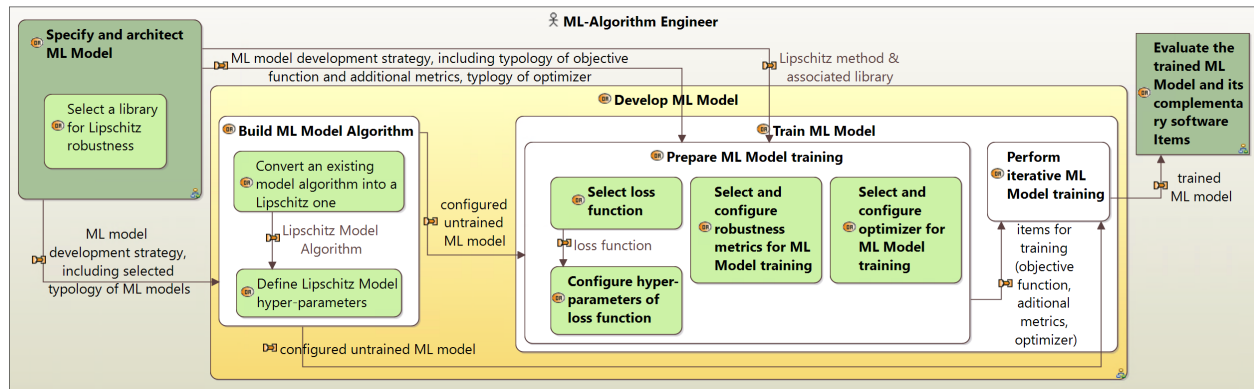 ML-Algorithm Engineer
Specify and architect
ML Model
Select a library
for Lipschitz
robustness
ML model development strategy, including typology of objective
function and additional metrics, typlogy of optimizer
Lipschitz method &
associated library
Evaluate the
trained ML
Model and its
complementa
ry software
Items
Develop ML Model
Build ML Model Algorithm
Convert an existing
model algorithm into a
Lipschitz one
Lipschitz Model
Algorithm
Define Lipschitz Model
hyper-parameters
configured
untrained
ML model
Train ML Model
Prepare ML Model training
Select loss
function
loss function
Configure hyper-
parameters of
loss function
Select and
configure
robustness
metrics for ML
Model training
Select and
configure
optimizer for
ML Model
training
Perform
iterative ML
Model training
trained
ML model
items for
training
(objective
function,
aditional
metrics,
optimizer)
ML model
development strategy,
including selected
typology of ML models
configured untrained ML model